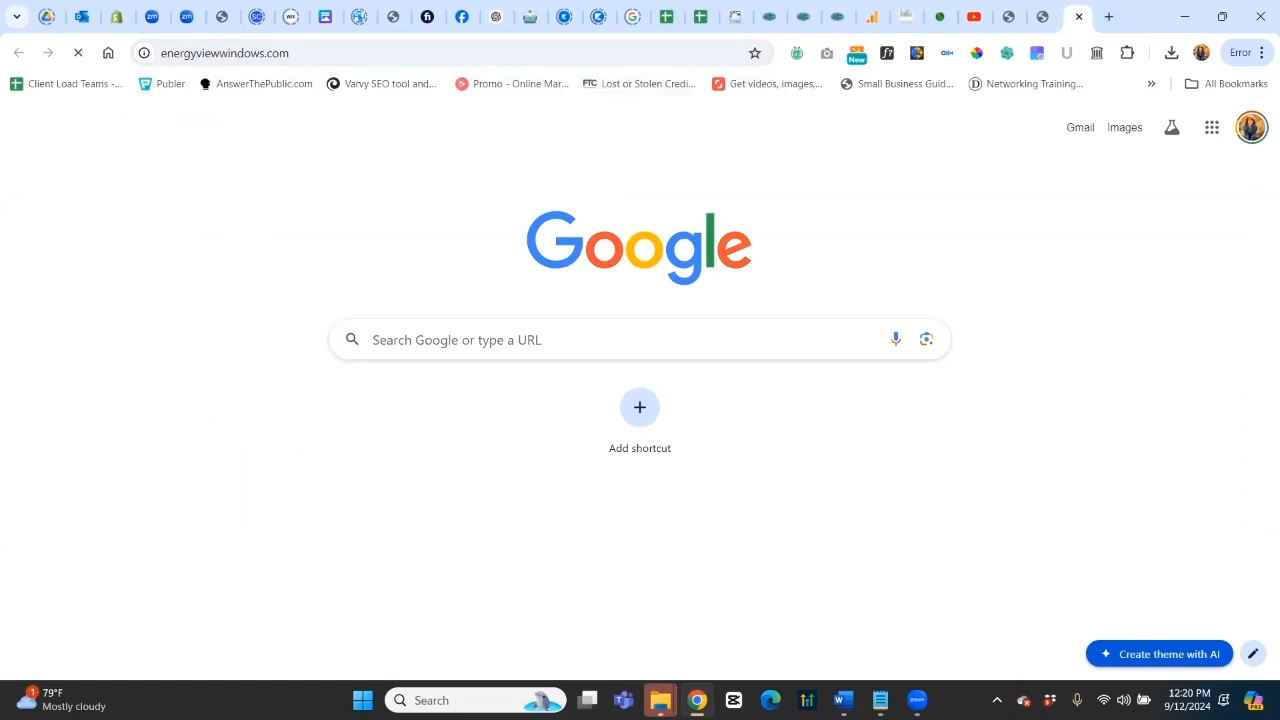 energyviewwindows.com
New
f?
Error
Client Load Teams -...
Publer
AnswerThePublic.com
Varvy SEO tool and...
Promo - Online Mar...
FTC
Lost or Stolen Credi...
Get videos, images,...
Small Business Guid...
Networking Training...
»
All Bookmarks
Gmail
Images
Google
Search Google or type a URL
Add shortcut
Create theme with AI
1
79°F
Mostly cloudy
Search
12:20 PM
9/12/2024